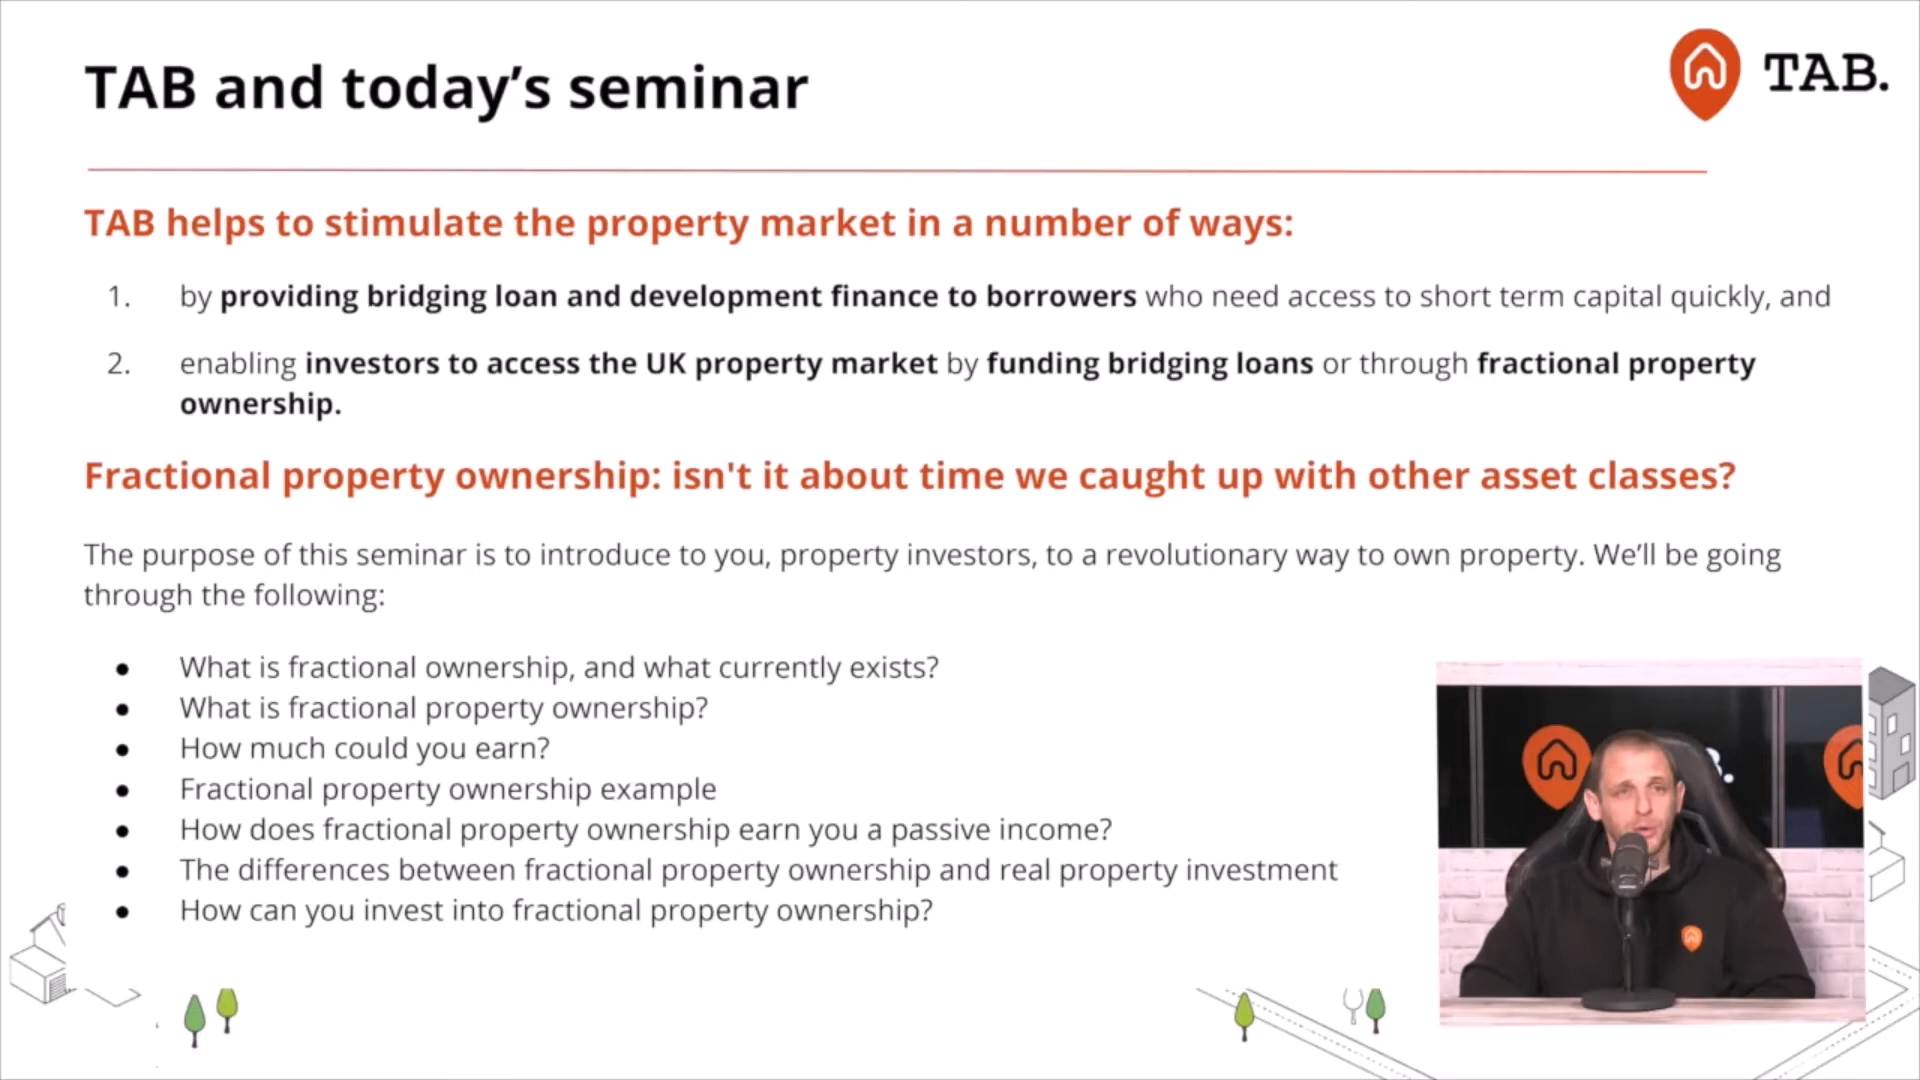 TAB and today’s seminar
TAB.
TAB helps to stimulate the property market in a number of ways:
1. by providing bridging loan and development finance to borrowers who need access to short term capital quickly, and
2. enabling investors to access the UK property market by funding bridging loans or through fractional property
ownership.
Fractional property ownership: isn't it about time we caught up with other asset classes?
The purpose of this seminar is to introduce to you, property investors, to a revolutionary way to own property. We’ll be going
through the following:
● What is fractional ownership, and what currently exists?
● What is fractional property ownership?
● How much could you earn?
● Fractional property ownership example
● How does fractional property ownership earn you a passive income?
● The differences between fractional property ownership and real property investment
● How can you invest into fractional property ownership?